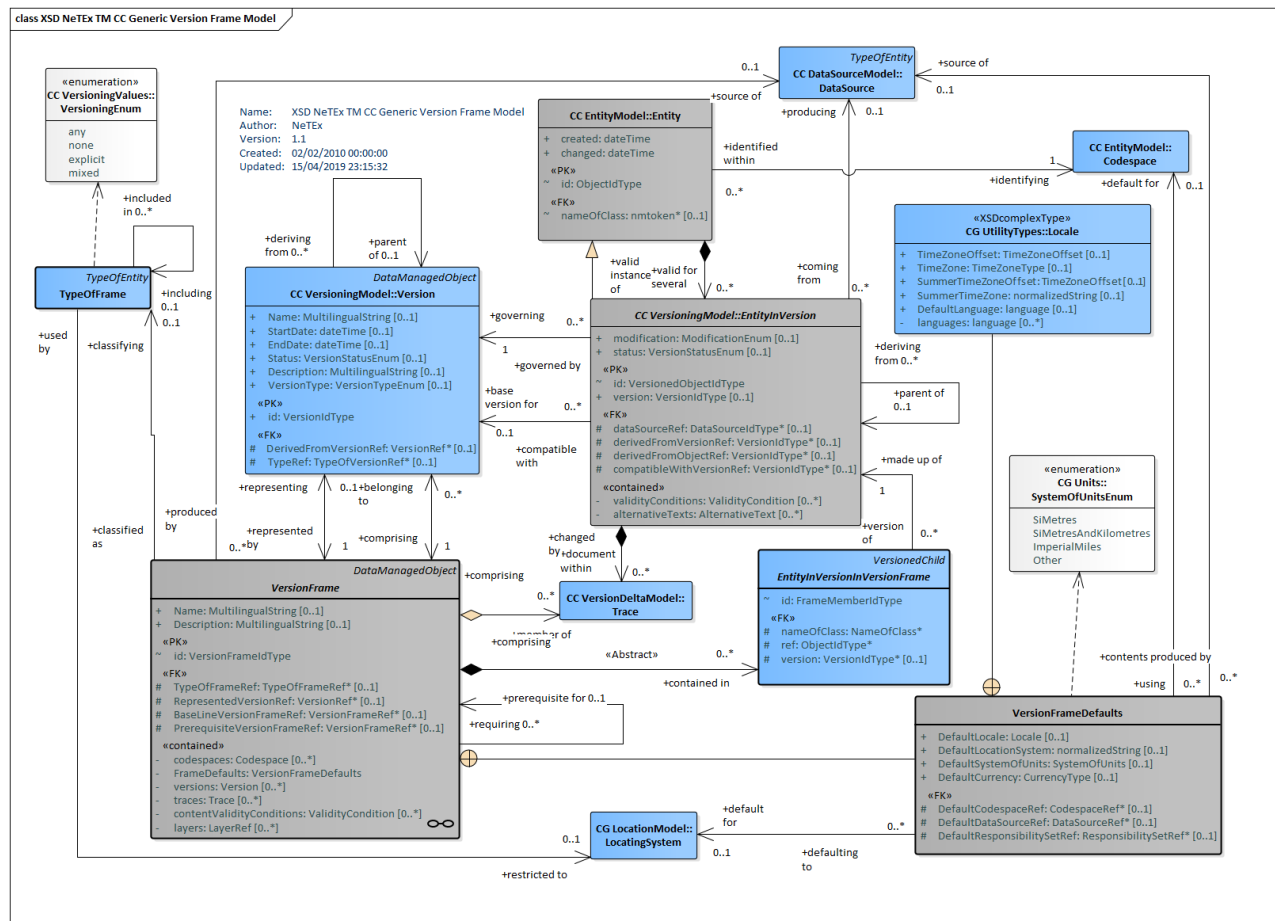 class XSD NeTEx TM CC Generic Version Frame Model
«enumeration»
CC VersioningValues::
VersioningEnum
any
none
explicit
mixed
Name: XSD NeTEx TM CC Generic Version Frame Model
Author: NeTEx
Version: 1.1
Created: 02/02/2010 00:00:00
Updated: 15/04/2019 23:15:32
TypeOfEntity
CC DataSourceModel::
DataSource
0..1
+source of
+producing
0..1
+source of
0..1
CC EntityModel::Entity
+ created: dateTime
+ changed: dateTime
«PK»
~ id: ObjectIdType
«FK»
~ nameOfClass: nmtoken* [0..1]
+identified
within
0..*
1
+identifying
CC EntityModel::
Codespace
+default for
0..1
«XSDcomplexType»
CG UtilityTypes::Locale
+ TimeZoneOffset: TimeZoneOffset [0..1]
+ TimeZone: TimeZoneType [0..1]
+ SummerTimeZoneOffset: TimeZoneOffset [0..1]
+ SummerTimeZone: normalizedString [0..1]
+ DefaultLanguage: language [0..1]
- languages: language [0..*]
+included
in 0..*
TypeOfEntity
TypeOfFrame
+including
0..1
0..1
+used
by
+classifying
+deriving
from 0..*
+parent
of 0..1
DataManagedObject
CC VersioningModel::Version
+ Name: MultilingualString [0..1]
+ StartDate: dateTime [0..1]
+ EndDate: dateTime [0..1]
+ Status: VersionStatusEnum [0..1]
+ Description: MultilingualString [0..1]
+ VersionType: VersionTypeEnum [0..1]
«PK»
+ id: VersionIdType
«FK»
# DerivedFromVersionRef: VersionRef* [0..1]
# TypeRef: TypeOfVersionRef* [0..1]
+governing
0..*
1
+governed
by
+base
version for
0..*
0..1
+compatible
with
+valid
instance
of
+valid for
several
0..*
+coming
from
0..*
CC VersioningModel::EntityInVersion
+ modification: ModificationEnum [0..1]
+ status: VersionStatusEnum [0..1]
«PK»
~ id: VersionedObjectIdType
+ version: VersionIdType [0..1]
«FK»
# dataSourceRef: DataSourceIdType* [0..1]
# derivedFromVersionRef: VersionIdType* [0..1]
# derivedFromObjectRef: VersionIdType* [0..1]
# compatibleWithVersionRef: VersionIdType* [0..1]
«contained»
- validityConditions: ValidityCondition [0..*]
- alternativeTexts: AlternativeText [0..*]
+deriving
from 0..*
+parent of
0..1
+made up of
1
+version
of
0..*
«enumeration»
CG Units::
SystemOfUnitsEnum
SiMetres
SiMetresAndKilometres
ImperialMiles
Other
+representing
0..1
+belonging
to
0..*
+classified
as
+produced
by
0..*
+represented
by
1
+comprising
1
+changed
by
+document
within
0..*
DataManagedObject
VersionFrame
+ Name: MultilingualString [0..1]
+ Description: MultilingualString [0..1]
«PK»
~ id: VersionFrameIdType
«FK»
# TypeOfFrameRef: TypeOfFrameRef* [0..1]
# RepresentedVersionRef: VersionRef* [0..1]
# BaseLineVersionFrameRef: VersionFrameRef* [0..1]
# PrerequisiteVersionFrameRef: VersionFrameRef* [0..1]
«contained»
- codespaces: Codespace [0..*]
- FrameDefaults: VersionFrameDefaults
- versions: Version [0..*]
- traces: Trace [0..*]
- contentValidityConditions: ValidityCondition [0..*]
- layers: LayerRef [0..*]
+comprising
0..*
CC VersionDeltaModel::
Trace
+member of
+comprising
«Abstract»
0..*
+contained in
VersionedChild
EntityInVersionInVersionFrame
~ id: FrameMemberIdType
«FK»
# nameOfClass: NameOfClass*
# ref: ObjectIdType*
# version: VersionIdType* [0..1]
+prerequisite for 0..1
+requiring 0..*
+contents produced by
+using
0..*
0..*
VersionFrameDefaults
+ DefaultLocale: Locale [0..1]
+ DefaultLocationSystem: normalizedString [0..1]
+ DefaultSystemOfUnits: SystemOfUnits [0..1]
+ DefaultCurrency: CurrencyType [0..1]
«FK»
# DefaultCodespaceRef: CodespaceRef* [0..1]
# DefaultDataSourceRef: DataSourceRef* [0..1]
# DefaultResponsibilitySetRef: ResponsibilitySetRef* [0..1]
CG LocationModel::
LocatingSystem
0..1
+restricted to
+default
for
0..1
0..*
+defaulting
to